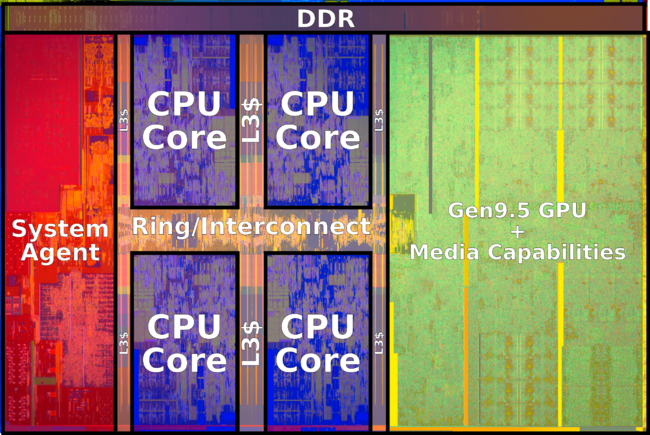 DDR
CPU
Core
CPU
Core
L3$
L3$
L3$
System
Agent
Ring/Interconnect
Gen9.5 GPU
+
Media Capabilities
CPU
Core
CPU
Core
L3$
L3$
L3$